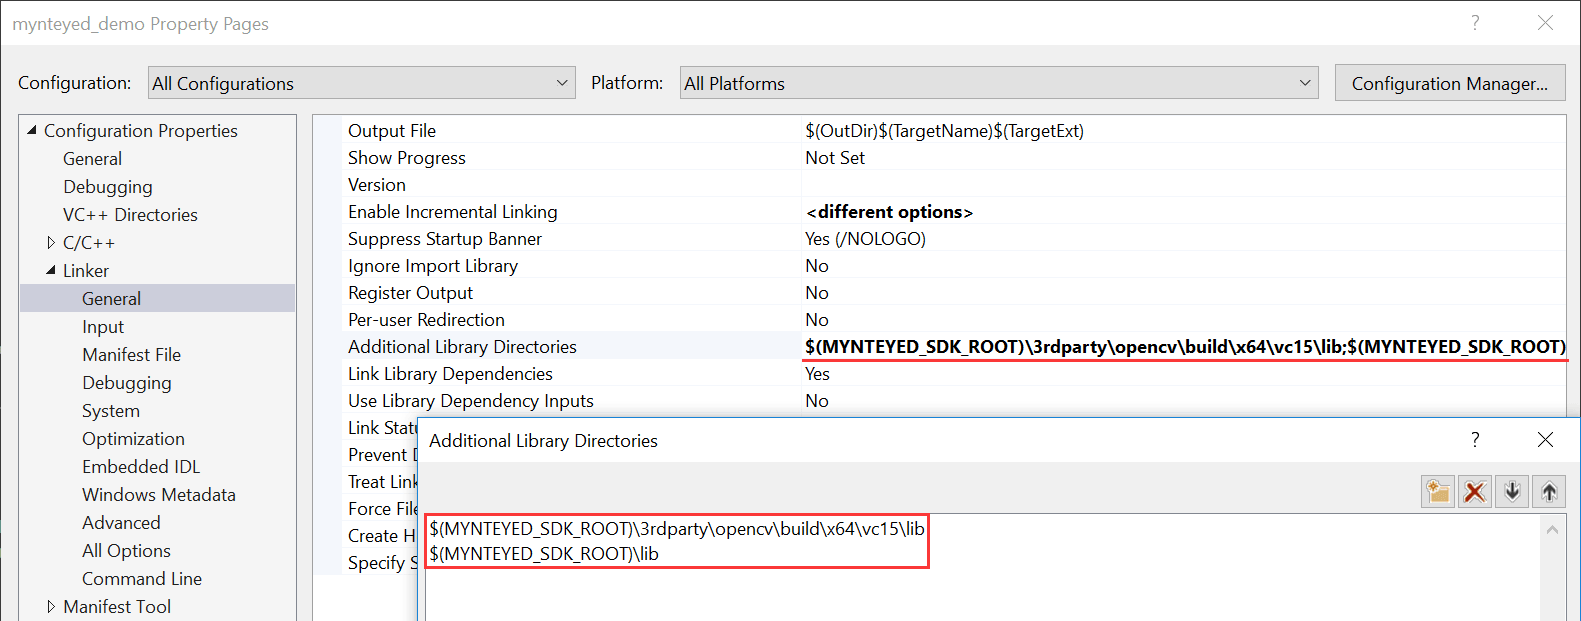 mynteyed_demo Property Pages
?
Configuration: All Configurations Platform: All Platforms Configuration Manager...
Configuration Properties
General
Debugging
VC++ Directories
C/C++
Linker
General
Input
Manifest File
Debugging
System
Optimization
Embedded IDL
Windows Metadata
Advanced
All Options
Command Line
Manifest Tool
Output File $(OutDir)$(TargetName)$(TargetExt)
Show Progress Not Set
Version
Enable Incremental Linking <different options>
Suppress Startup Banner Yes (/NOLOGO)
Ignore Import Library No
Register Output No
Per-user Redirection No
Additional Library Directories $(MYNTEYED_SDK_ROOT)\3rdparty\opencv\build\x64\vc15\lib;$(MYNTEYED_SDK_ROOT)
Link Library Dependencies Yes
Use Library Dependency Inputs No
Link Statu
Prevent D
Treat Link
Force File
Create H
Specify S
Additional Library Directories
?
$(MYNTEYED_SDK_ROOT)\3rdparty\opencv\build\x64\vc15\lib
$(MYNTEYED_SDK_ROOT)\lib